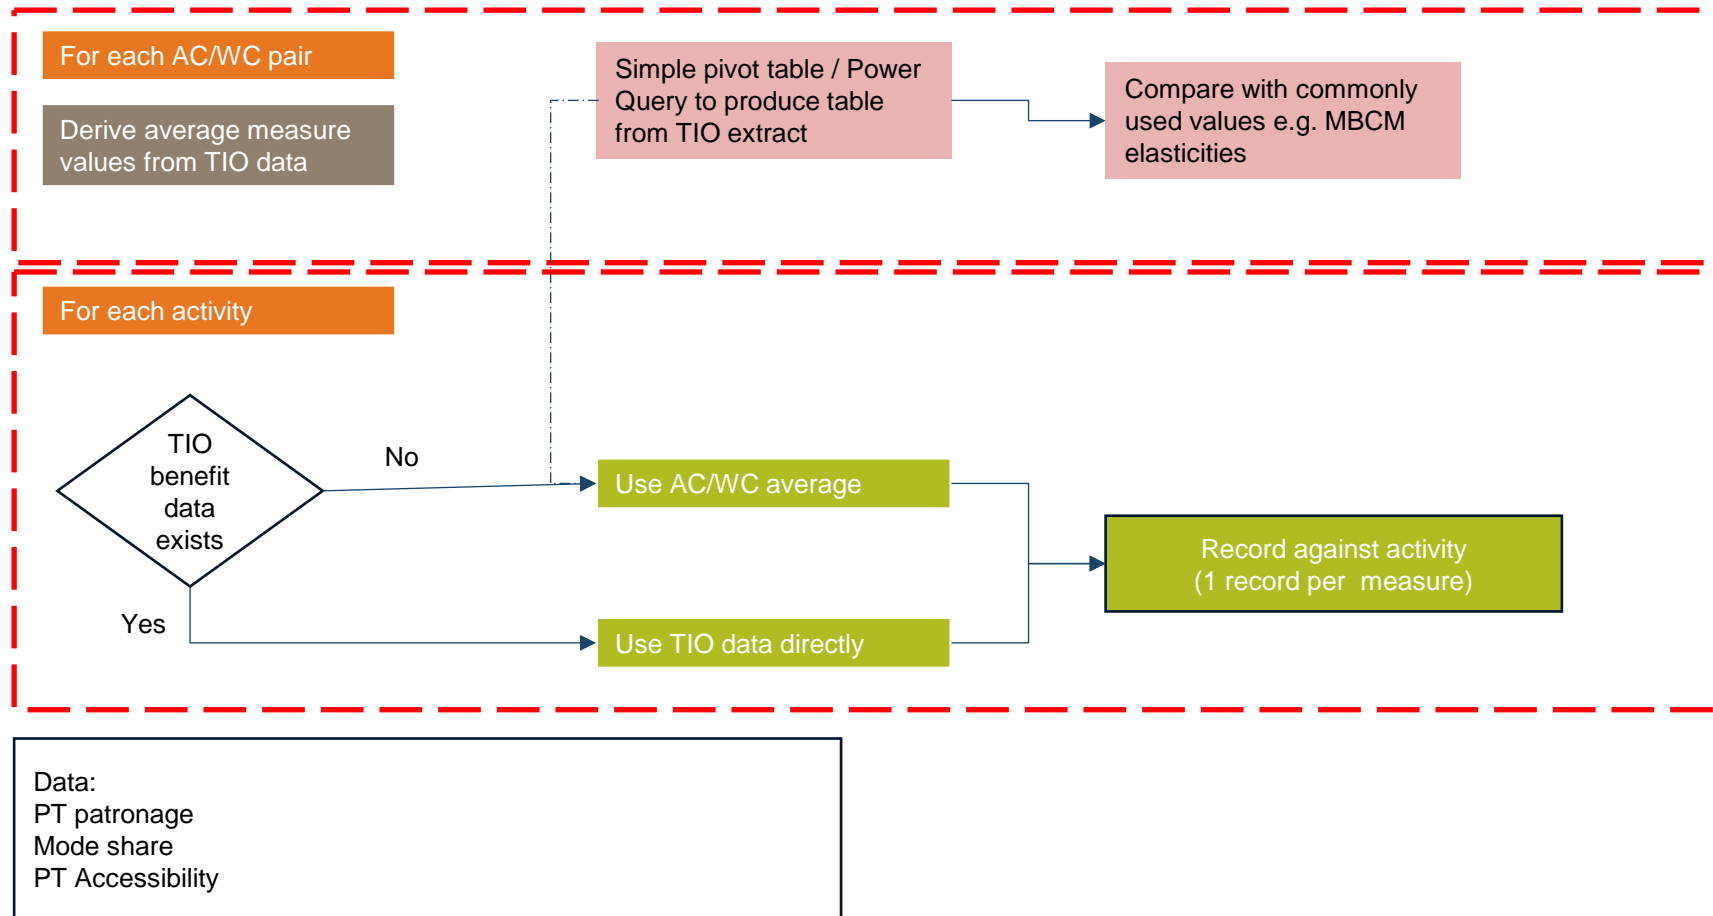 For each AC/WC pair
Derive average measure
values from TIO data
Simple pivot table / Power
Query to produce table
from TIO extract
Compare with commonly
used values e.g. MBCM
elasticities
For each activity
TIO
benefit
data
exists
No
Yes
Use AC/WC average
Use TIO data directly
Record against activity
(1 record per  measure)
Data:
PT patronage
Mode share
PT Accessibility